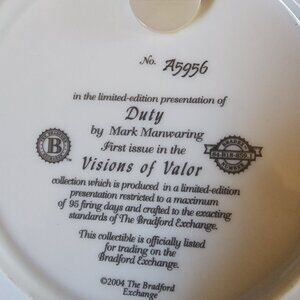 No. A5956
in the limited-edition presentation of
Duty
by Mark Manwaring
First issue in the
Visions of Valor
collection which is produced in a limited-edition
presentation restricted to a maximum
of 95 firing days and crafted to the exacting
standards of The Bradford Exchange.
This collectible is officially listed
for trading on the
Bradford Exchange.
©2004 The Bradford
Exchange
B